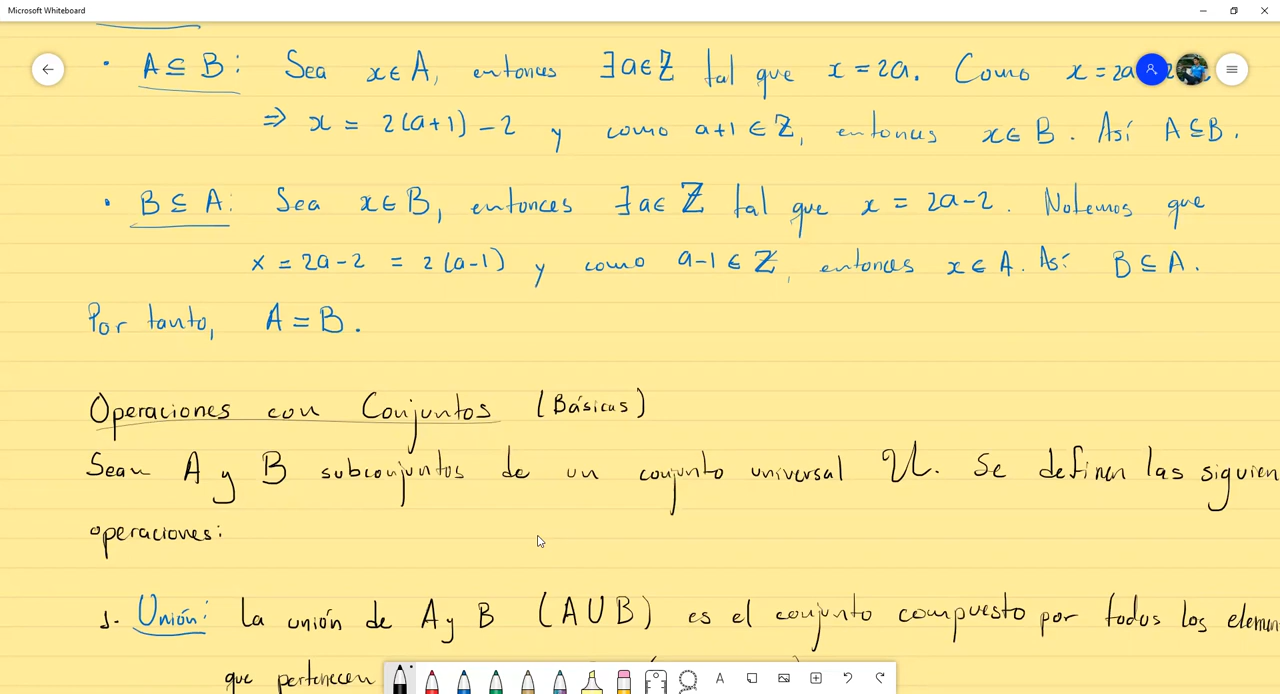 Microsoft Whiteboard
· A ⊆ B: Sea x ∈ A, entonces ∃ a ∈ ℤ tal que x = 2a. Como x = 2a
⇒ x = 2(a+1) - 2 y como a+1 ∈ ℤ, entonces x ∈ B. Así A ⊆ B.
· B ⊆ A: Sea x ∈ B, entonces ∃ a ∈ ℤ tal que x = 2a - 2. Notemos que
x = 2a - 2 = 2(a-1) y como a-1 ∈ ℤ, entonces x ∈ A. Así B ⊆ A.
Por tanto, A = B.
Operaciones con Conjuntos (Básicas)
Sean A y B subconjuntos de un conjunto universal 𝒰. Se definen las siguien
operaciones:
1. Unión: La unión de A y B (A ∪ B) es el conjunto compuesto por todos los elemen
que pertenecen